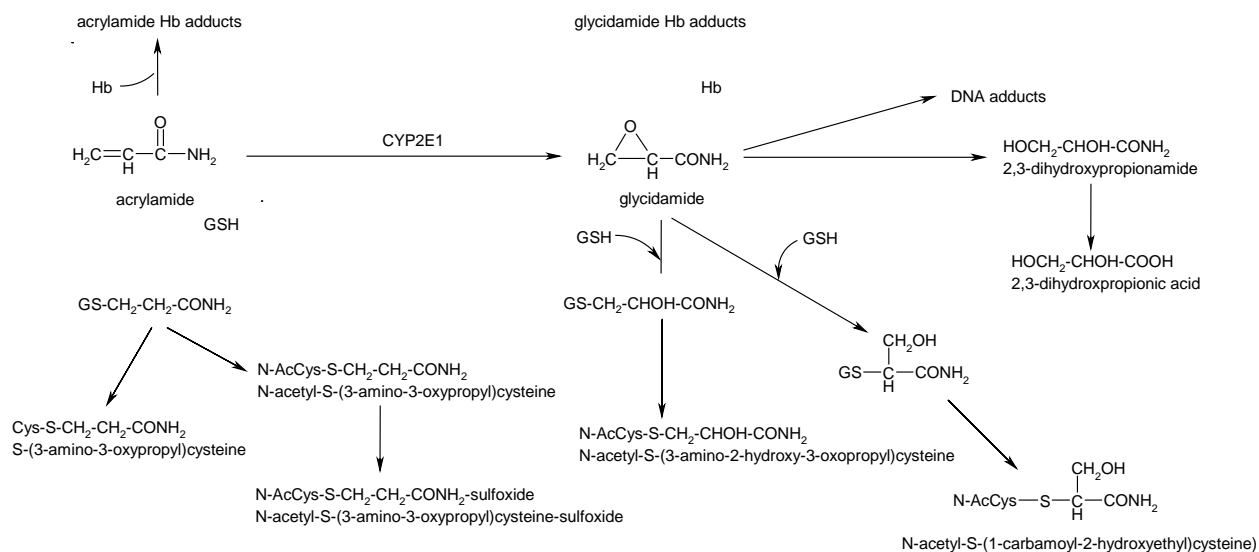 acrylamide Hb adducts
glycidamide Hb adducts
Hb
Hb
DNA adducts
O
H₂C=C-C-NH₂
H
CYP2E1
O
H₂C-C-CONH₂
H
HOCH₂-CHOH-CONH₂
2,3-dihydroxypropionamide
acrylamide
glycidamide
GSH
GSH
GSH
HOCH₂-CHOH-COOH
2,3-dihydroxpropionic acid
GS-CH₂-CH₂-CONH₂
GS-CH₂-CHOH-CONH₂
CH₂OH
GS-C-CONH₂
H
N-AcCys-S-CH₂-CH₂-CONH₂
N-acetyl-S-(3-amino-3-oxypropyl)cysteine
Cys-S-CH₂-CH₂-CONH₂
S-(3-amino-3-oxypropyl)cysteine
N-AcCys-S-CH₂-CHOH-CONH₂
N-acetyl-S-(3-amino-2-hydroxy-3-oxopropyl)cysteine
N-AcCys-S-CH₂-CH₂-CONH₂-sulfoxide
N-acetyl-S-(3-amino-3-oxypropyl)cysteine-sulfoxide
CH₂OH
N-AcCys-S-C-CONH₂
H
N-acetyl-S-(1-carbamoyl-2-hydroxyethyl)cysteine)